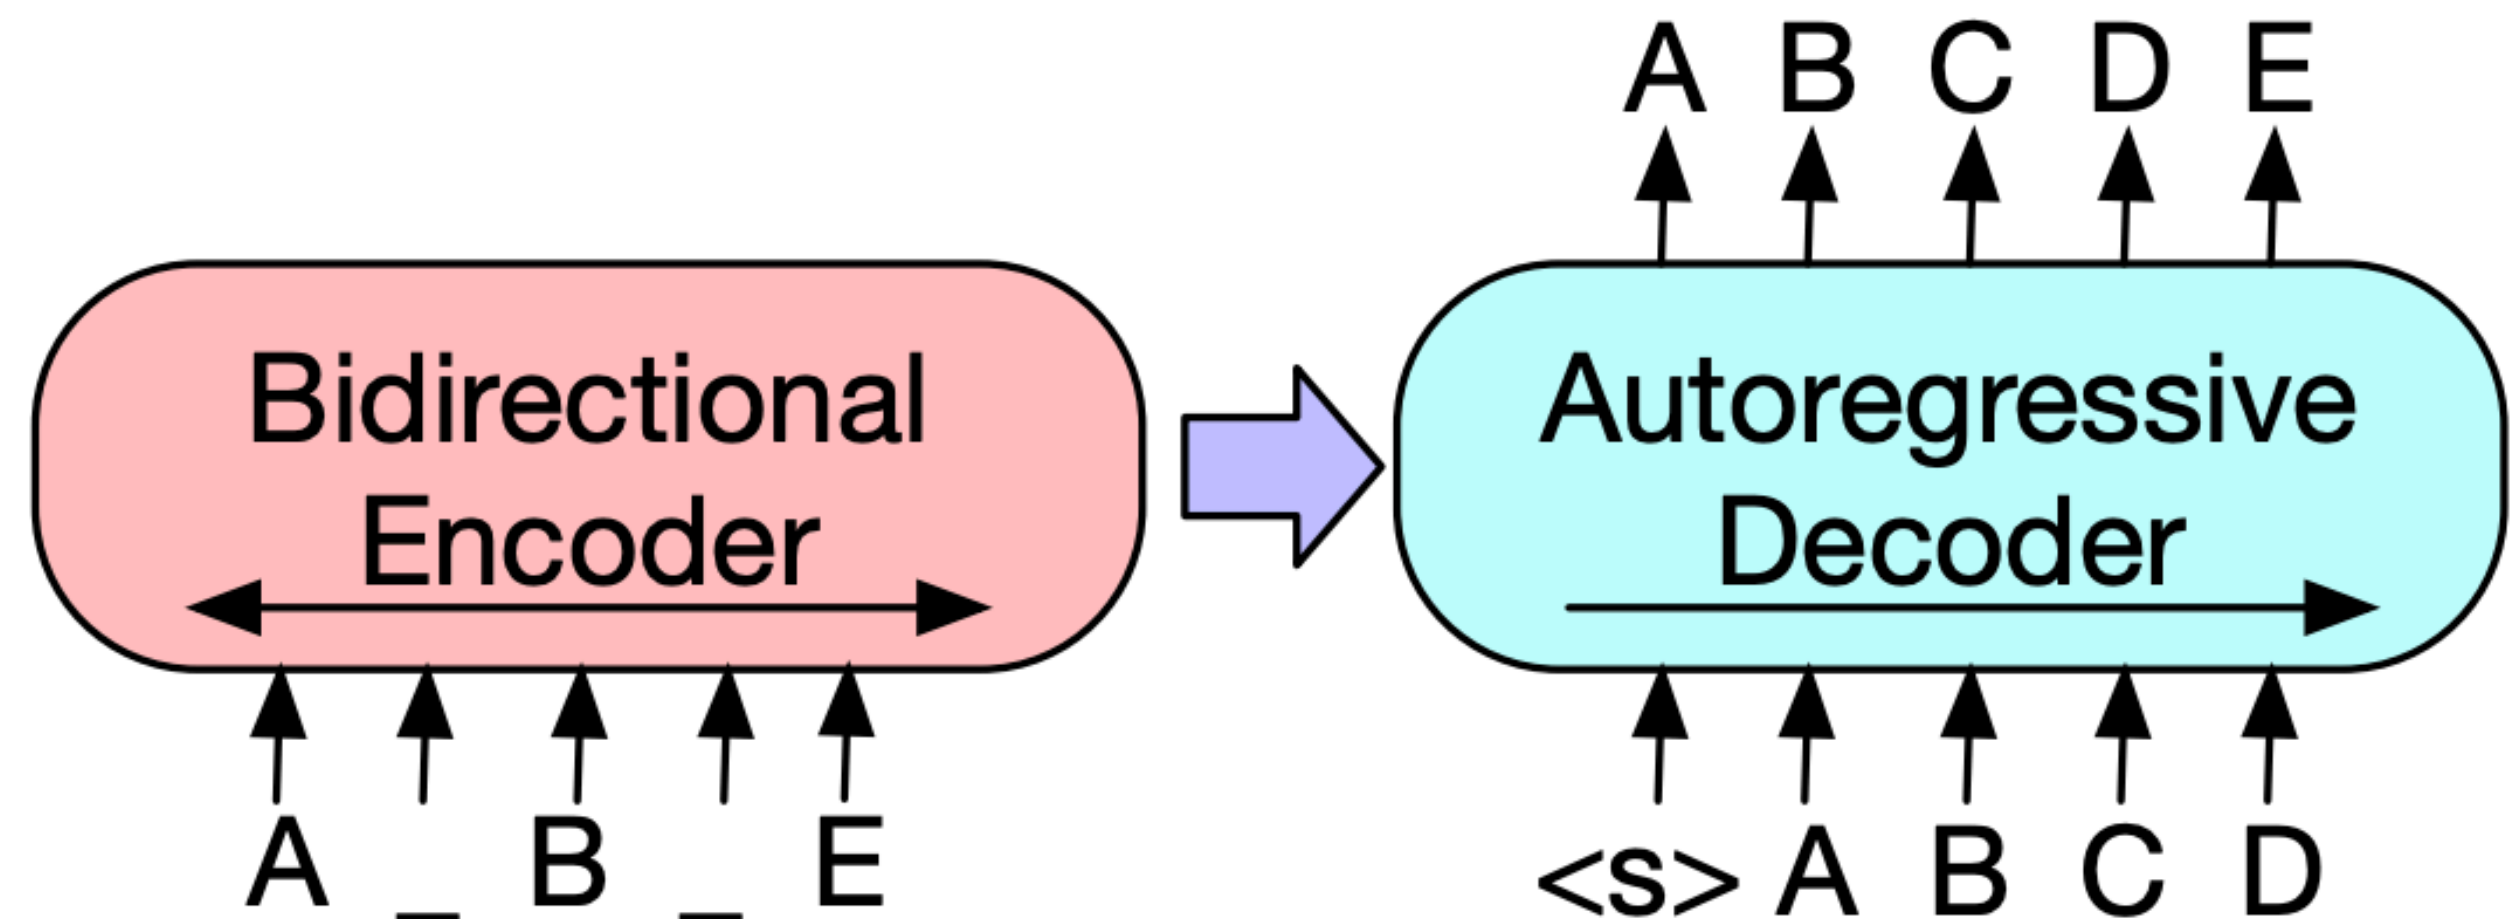 A B C D E
Bidirectional
Encoder
Autoregressive
Decoder
A _ B _ E
<s> A B C D